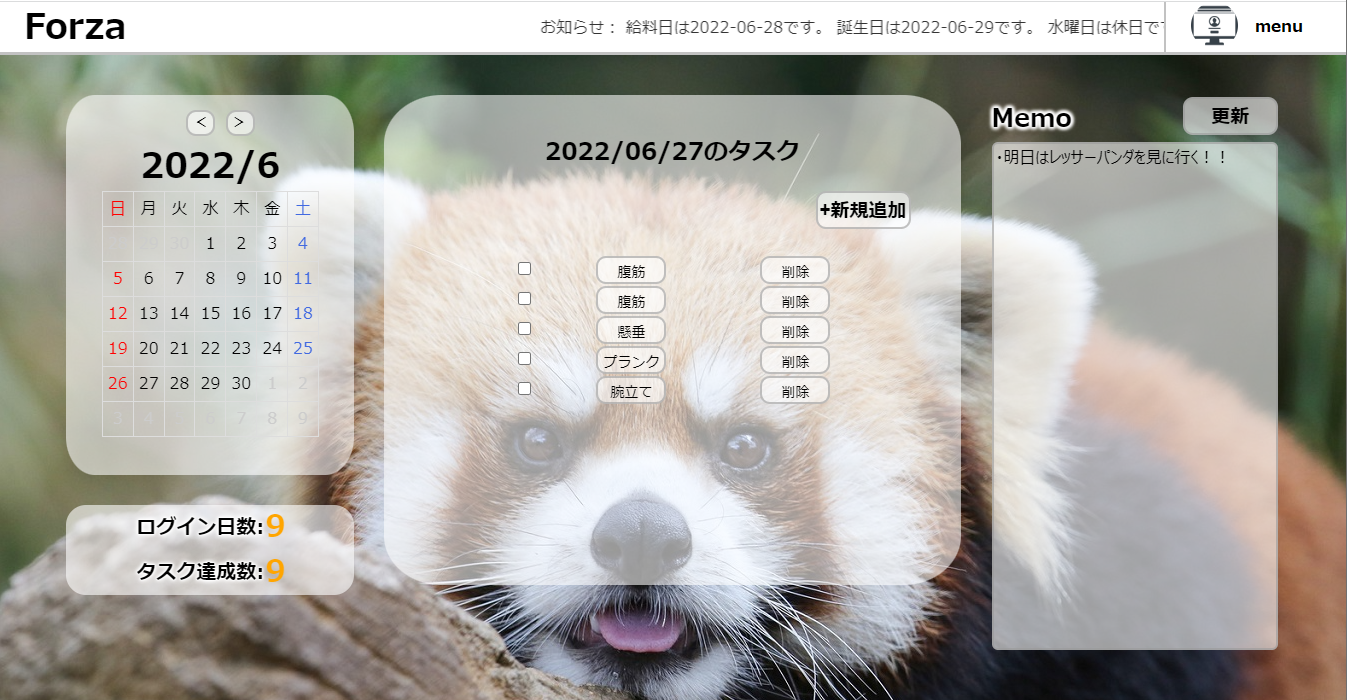 Forza
お知らせ： 給料日は2022-06-28です。 誕生日は2022-06-29です。 水曜日は休日で
menu
< >
2022/6
日 月 火 水 木 金 土
29 30 1 2 3 4
5 6 7 8 9 10 11
12 13 14 15 16 17 18
19 20 21 22 23 24 25
26 27 28 29 30 1 2
3 4 5 6 7 8 9
ログイン日数:9
タスク達成数:9
2022/06/27のタスク
+新規追加
腹筋 削除
腹筋 削除
懸垂 削除
プランク 削除
腕立て 削除
Memo
更新
・明日はレッサーパンダを見に行く！！